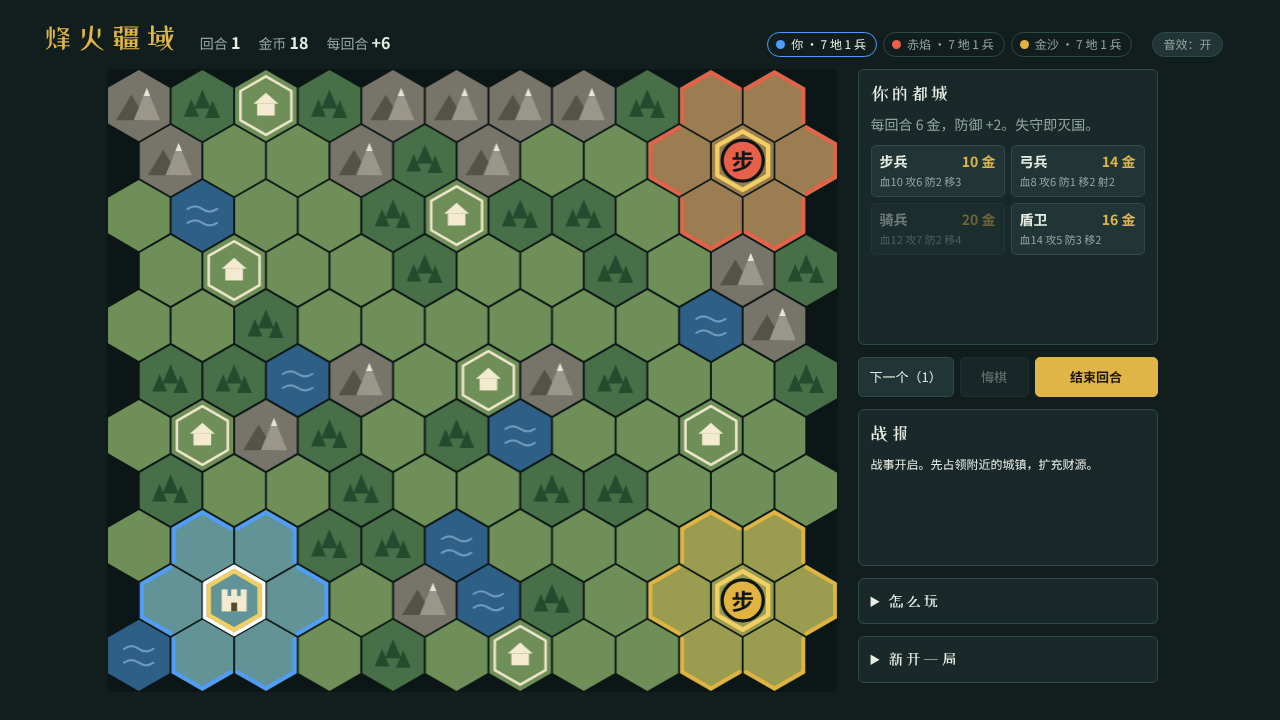 烽火疆域
回合 1 金币 18 每回合 +6
你 · 7 地 1 兵
赤焰 · 7 地 1 兵
金沙 · 7 地 1 兵
音效：开
你的都城
每回合 6 金，防御 +2。失守即灭国。
步兵 10 金
血10 攻6 防2 移3
弓兵 14 金
血8 攻6 防1 移2 射2
骑兵 20 金
血12 攻7 防2 移4
盾卫 16 金
血14 攻5 防3 移2
下一个（1）
悔棋
结束回合
战报
战事开启。先占领附近的城镇，扩充财源。
▶ 怎么玩
▶ 新开一局
步
步